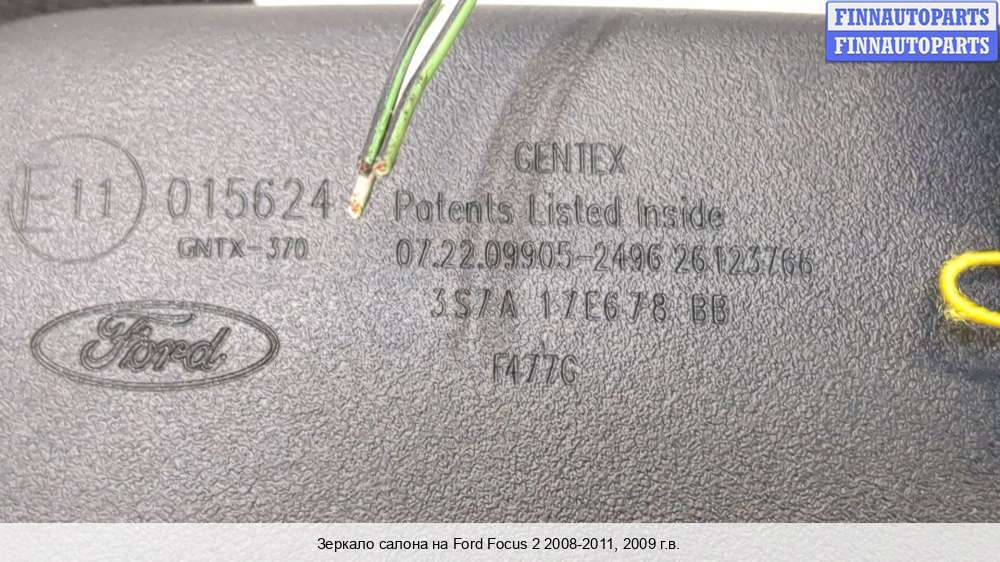 FINNAUTOPARTS
FINNAUTOPARTS
E11
015624
GNTX-370
GENTEX
Patents Listed Inside
07.22.09905-2496 26123766
3S7A 17E678 BB
F477G
Ford
Зеркало салона на Ford Focus 2 2008-2011, 2009 г.в.